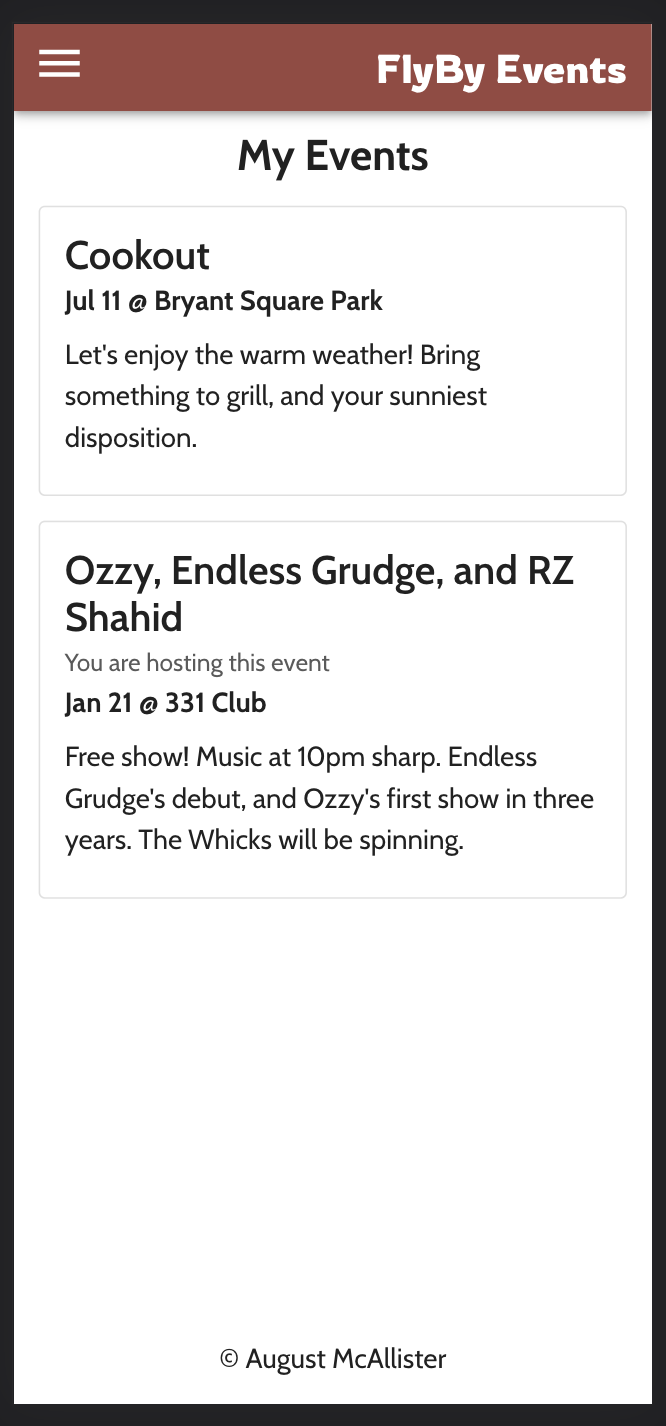 FlyBy Events
My Events
Cookout
Jul 11 @ Bryant Square Park
Let's enjoy the warm weather! Bring
something to grill, and your sunniest
disposition.
Ozzy, Endless Grudge, and RZ
Shahid
You are hosting this event
Jan 21 @ 331 Club
Free show! Music at 10pm sharp. Endless
Grudge's debut, and Ozzy's first show in three
years. The Whicks will be spinning.
© August McAllister